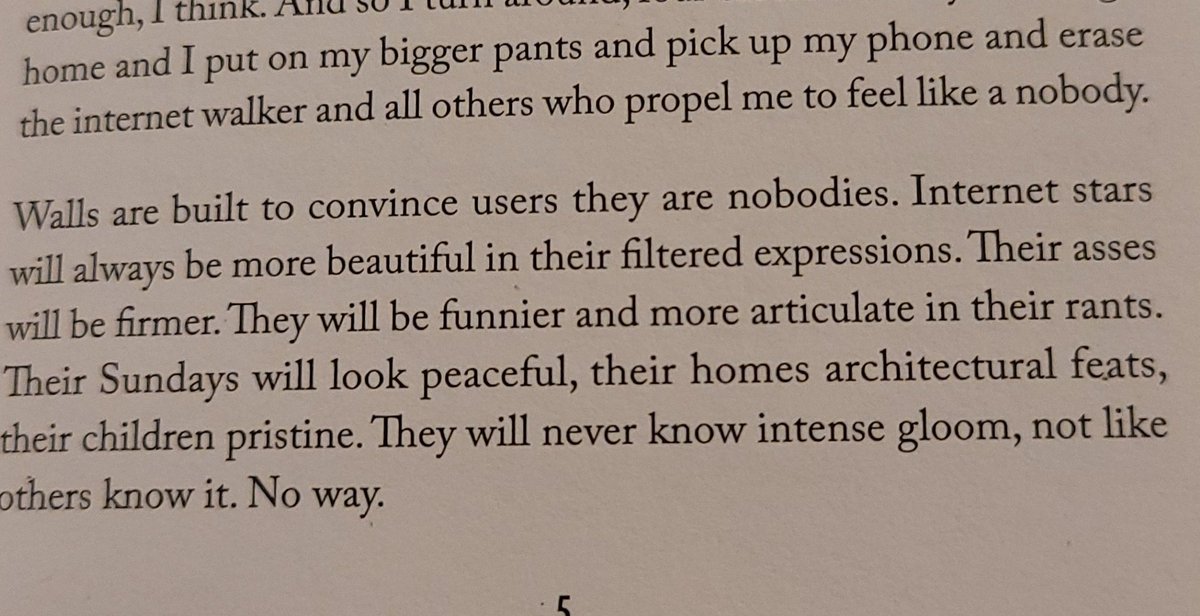 enough, I think. And so I turn
home and I put on my bigger pants and pick up my phone and erase
the internet walker and all others who propel me to feel like a nobody.
Walls are built to convince users they are nobodies. Internet stars
will always be more beautiful in their filtered expressions. Their asses
will be firmer. They will be funnier and more articulate in their rants.
Their Sundays will look peaceful, their homes architectural feats,
their children pristine. They will never know intense gloom, not like
others know it. No way.
5